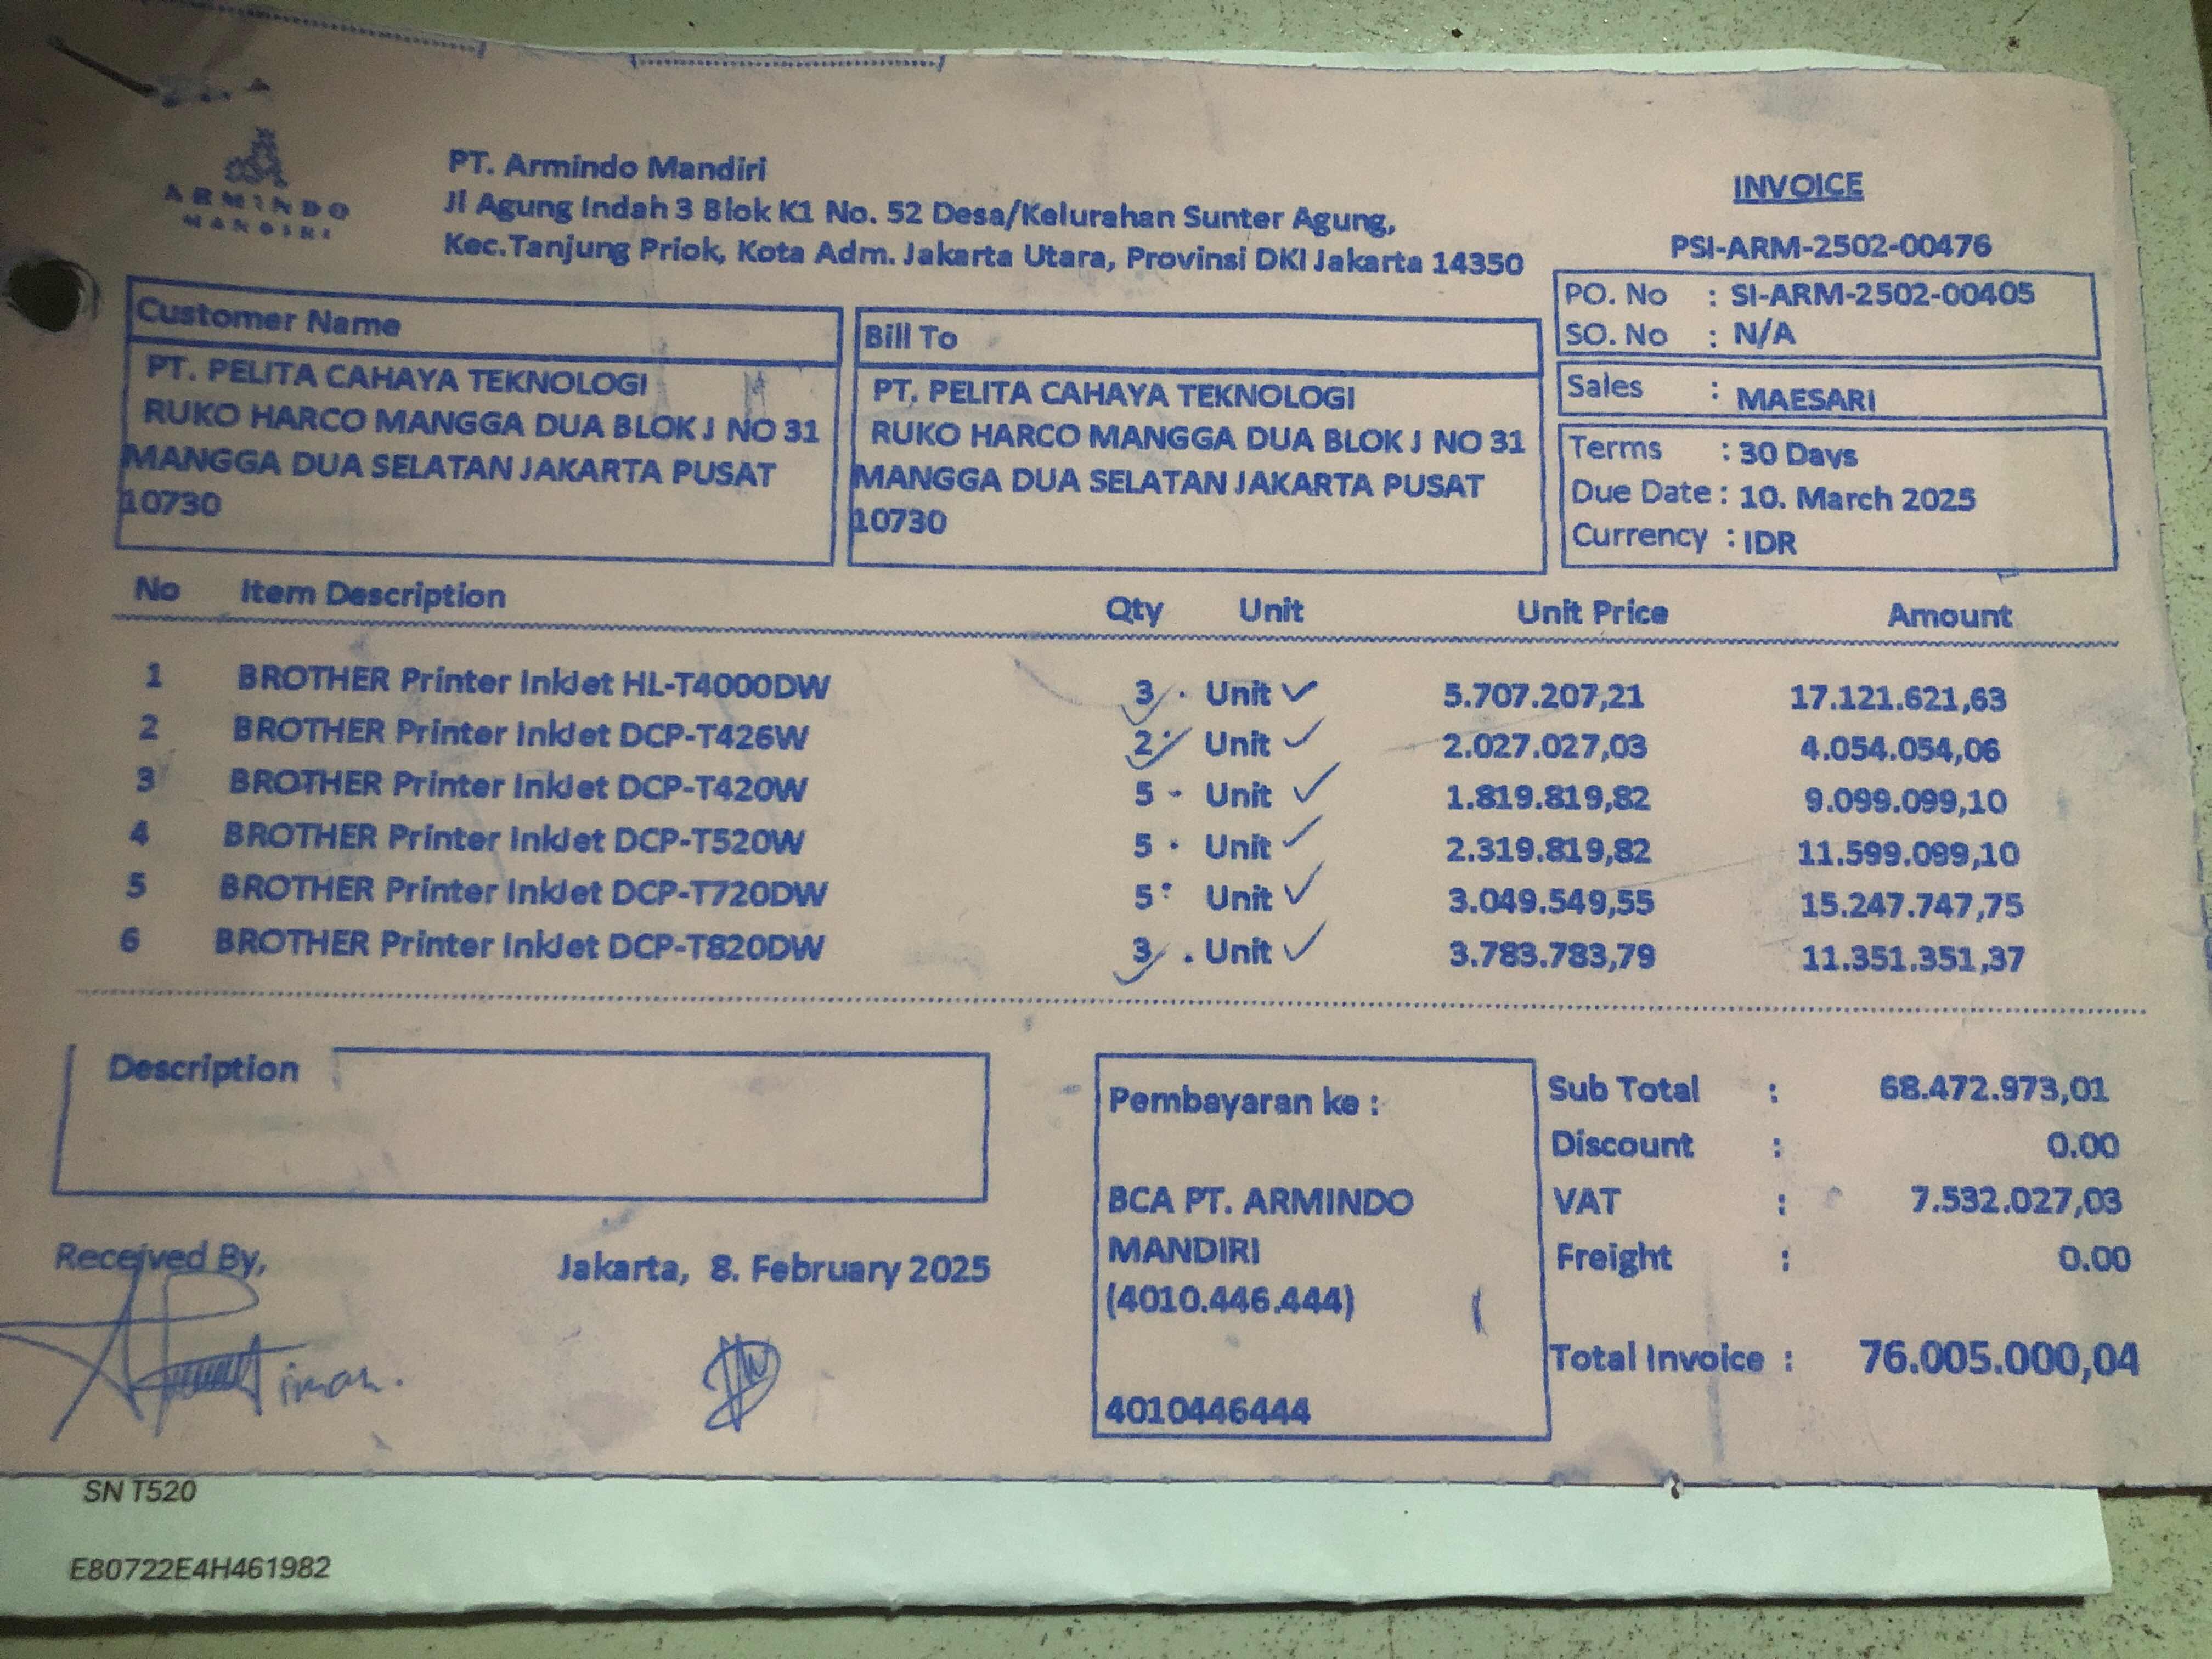 ARMINDO
MANDIRI
PT. Armindo Mandiri
Jl Agung Indah 3 Blok K1 No. 52 Desa/Kelurahan Sunter Agung,
Kec.Tanjung Priok, Kota Adm. Jakarta Utara, Provinsi DKI Jakarta 14350
INVOICE
PSI-ARM-2502-00476
PO. No : SI-ARM-2502-00405
SO. No : N/A
Sales : MAESARI
Terms : 30 Days
Due Date : 10. March 2025
Currency : IDR
Customer Name
PT. PELITA CAHAYA TEKNOLOGI
RUKO HARCO MANGGA DUA BLOK J NO 31
MANGGA DUA SELATAN JAKARTA PUSAT
10730
Bill To
PT. PELITA CAHAYA TEKNOLOGI
RUKO HARCO MANGGA DUA BLOK J NO 31
MANGGA DUA SELATAN JAKARTA PUSAT
10730
No Item Description Qty Unit Unit Price Amount
1 BROTHER Printer InkJet HL-T4000DW 3 Unit 5.707.207,21 17.121.621,63
2 BROTHER Printer InkJet DCP-T426W 2 Unit 2.027.027,03 4.054.054,06
3 BROTHER Printer InkJet DCP-T420W 5 Unit 1.819.819,82 9.099.099,10
4 BROTHER Printer InkJet DCP-T520W 5 Unit 2.319.819,82 11.599.099,10
5 BROTHER Printer InkJet DCP-T720DW 5 Unit 3.049.549,55 15.247.747,75
6 BROTHER Printer InkJet DCP-T820DW 3 Unit 3.783.783,79 11.351.351,37
Description
Pembayaran ke :
BCA PT. ARMINDO
MANDIRI
(4010.446.444)
4010446444
Sub Total : 68.472.973,01
Discount : 0.00
VAT : 7.532.027,03
Freight : 0.00
Total Invoice : 76.005.000,04
Received By,
Jakarta, 8. February 2025
SN T520
E80722E4H461982